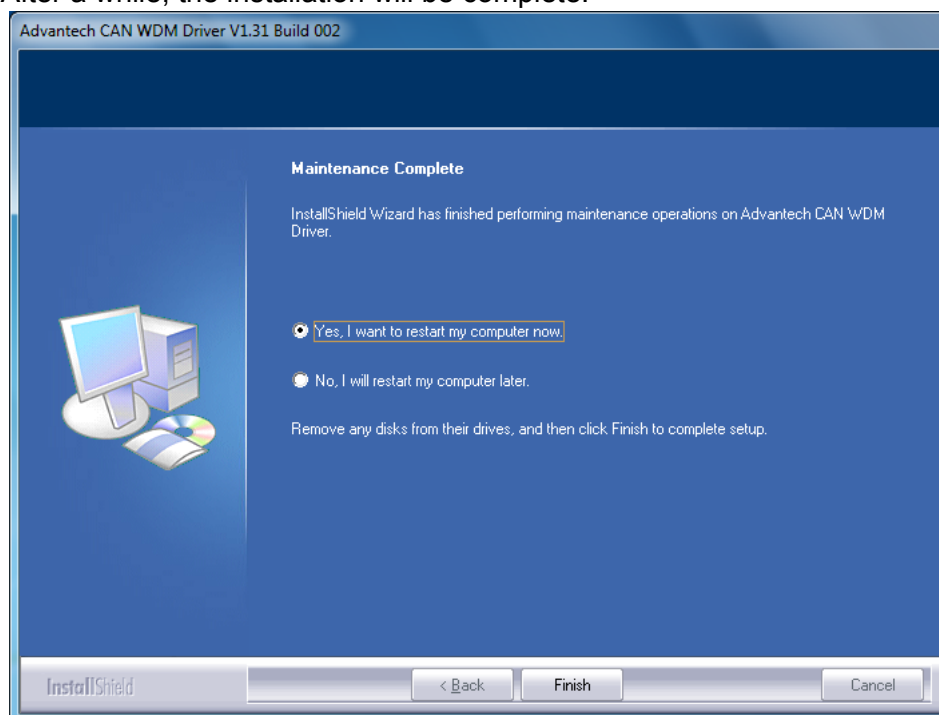 After a while, the installation will be complete.
Advantech CAN WDM Driver V1.31 Build 002
Maintenance Complete
InstallShield Wizard has finished performing maintenance operations on Advantech CAN WDM
Driver.
Yes, I want to restart my computer now.
No, I will restart my computer later.
Remove any disks from their drives, and then click Finish to complete setup.
InstallShield
< Back
Finish
Cancel